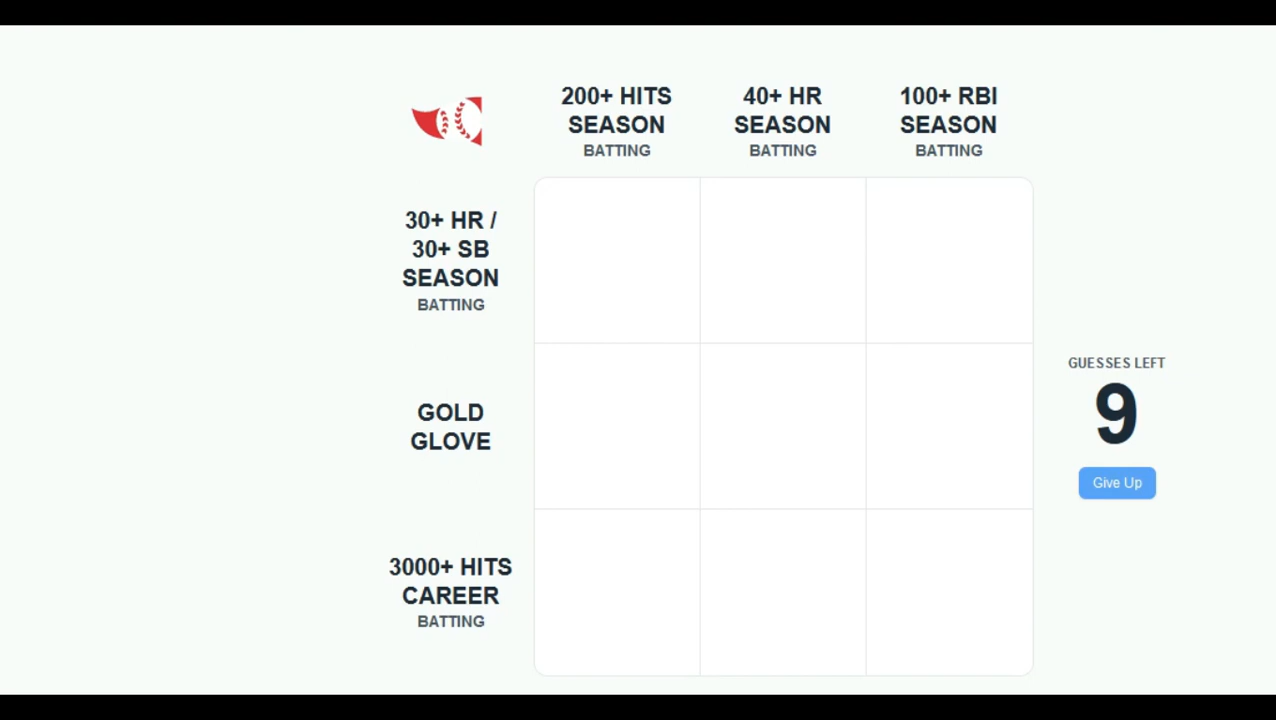 200+ HITS
SEASON
BATTING
40+ HR
SEASON
BATTING
100+ RBI
SEASON
BATTING
30+ HR /
30+ SB
SEASON
BATTING
GOLD
GLOVE
3000+ HITS
CAREER
BATTING
GUESSES LEFT
9
Give Up